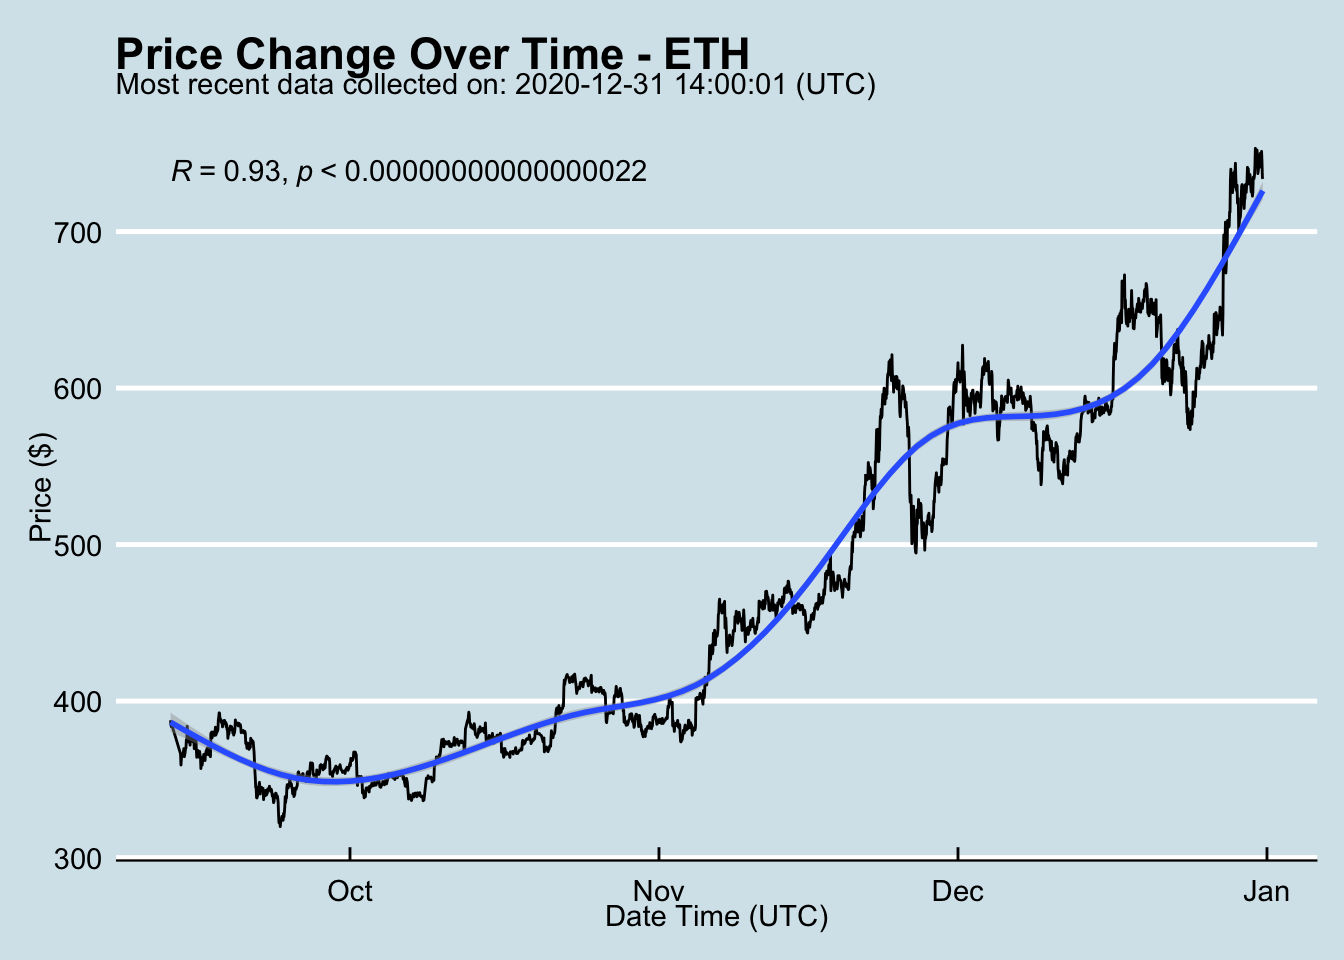 Price Change Over Time - ETH
Most recent data collected on: 2020-12-31 14:00:01 (UTC)
R = 0.93, p < 0.00000000000000022
700
600
500
400
300
Price ($)
Oct Nov Dec Jan
Date Time (UTC)